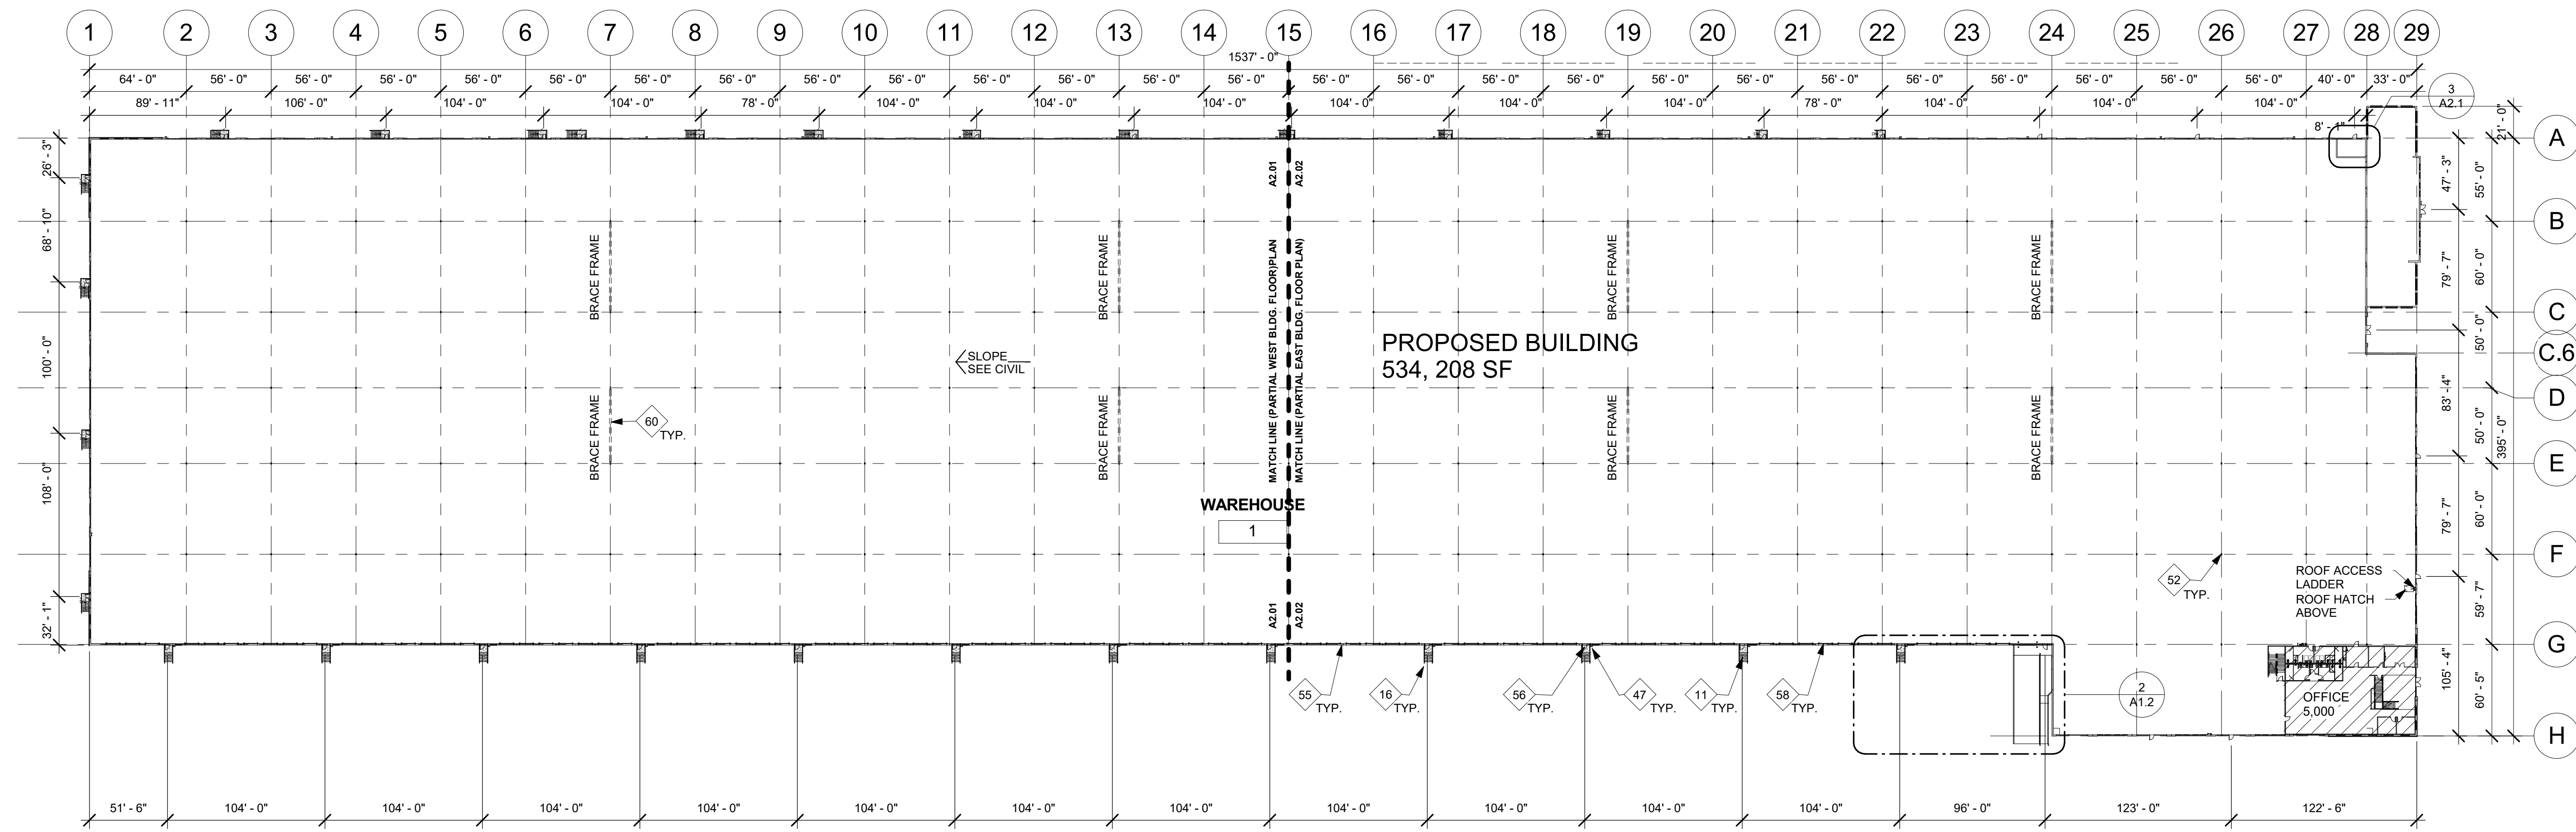 1 2 3 4 5 6 7 8 9 10 11 12 13 14 15 16 17 18 19 20 21 22 23 24 25 26 27 28 29
1537' - 0"
64' - 0" 56' - 0" 56' - 0" 56' - 0" 56' - 0" 56' - 0" 56' - 0" 56' - 0" 56' - 0" 56' - 0" 56' - 0" 56' - 0" 56' - 0" 56' - 0" 56' - 0" 56' - 0" 56' - 0" 56' - 0" 56' - 0" 56' - 0" 56' - 0" 56' - 0" 56' - 0" 56' - 0" 56' - 0" 56' - 0" 40' - 0" 33' - 0"
89' - 11" 106' - 0" 104' - 0" 104' - 0" 78' - 0" 104' - 0" 104' - 0" 104' - 0" 104' - 0" 104' - 0" 104' - 0" 78' - 0" 104' - 0" 104' - 0" 104' - 0"
8' - 1"
3
A2.1
21' - 0"
A
B
C
C.6
D
E
F
G
H
26' - 3"
68' - 10"
100' - 0"
108' - 0"
32' - 1"
47' - 3"
79' - 7"
83' - 4"
79' - 7"
105' - 4"
55' - 0"
60' - 0"
50' - 0"
50' - 0"
60' - 0"
59' - 7"
60' - 5"
395' - 0"
A2.01
A2.02
MATCH LINE (PARTIAL WEST BLDG. FLOOR)PLAN
MATCH LINE (PARTIAL EAST BLDG. FLOOR PLAN)
A2.01
A2.02
BRACE FRAME
BRACE FRAME
BRACE FRAME
BRACE FRAME
BRACE FRAME
BRACE FRAME
BRACE FRAME
BRACE FRAME
SLOPE
SEE CIVIL
PROPOSED BUILDING
534, 208 SF
60
TYP.
WAREHOUSE
1
52
TYP.
ROOF ACCESS
LADDER
ROOF HATCH
ABOVE
55
TYP.
16
TYP.
56
TYP.
47
TYP.
11
TYP.
58
TYP.
2
A1.2
OFFICE
5,000
51' - 6" 104' - 0" 104' - 0" 104' - 0" 104' - 0" 104' - 0" 104' - 0" 104' - 0" 104' - 0" 104' - 0" 104' - 0" 104' - 0" 96' - 0" 123' - 0" 122' - 6"